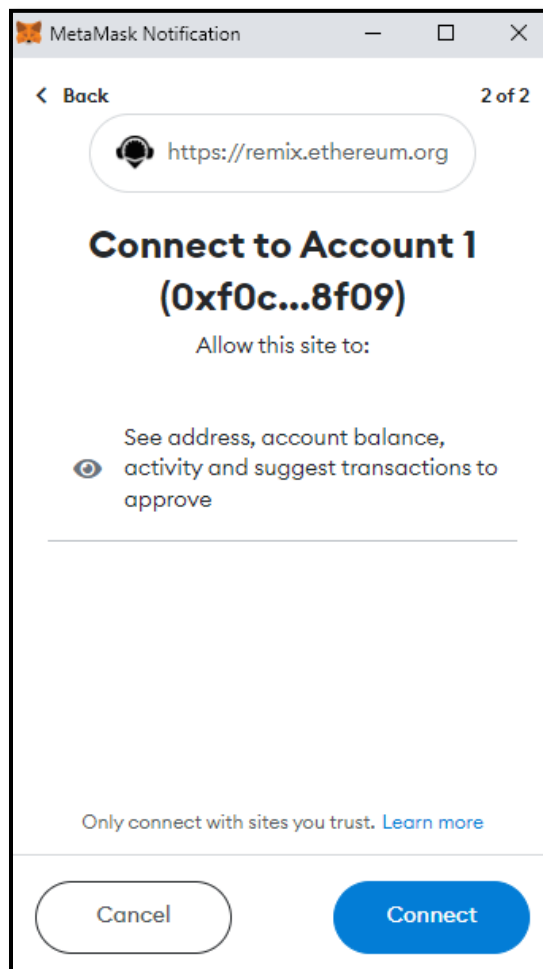 MetaMask Notification
Back
2 of 2
https://remix.ethereum.org
Connect to Account 1
(0xf0c...8f09)
Allow this site to:
See address, account balance,
activity and suggest transactions to
approve
Only connect with sites you trust. Learn more
Cancel
Connect